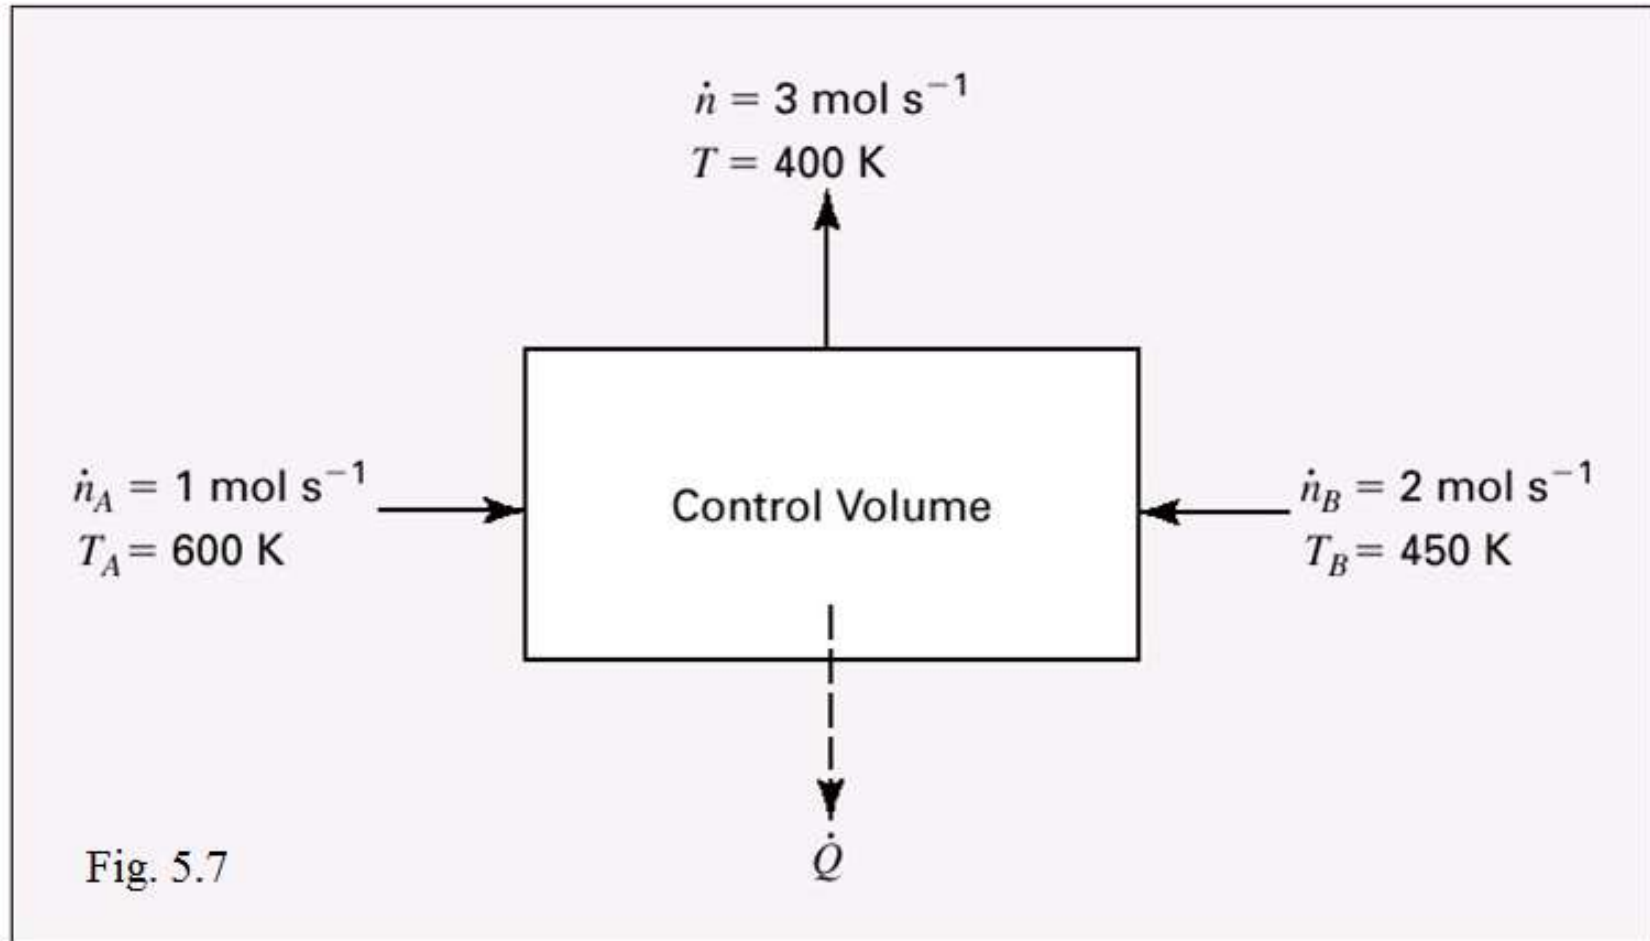 ṅ = 3 mol s⁻¹
T = 400 K
ṅ_A = 1 mol s⁻¹
T_A = 600 K
Control Volume
ṅ_B = 2 mol s⁻¹
T_B = 450 K
Q̇
Fig. 5.7